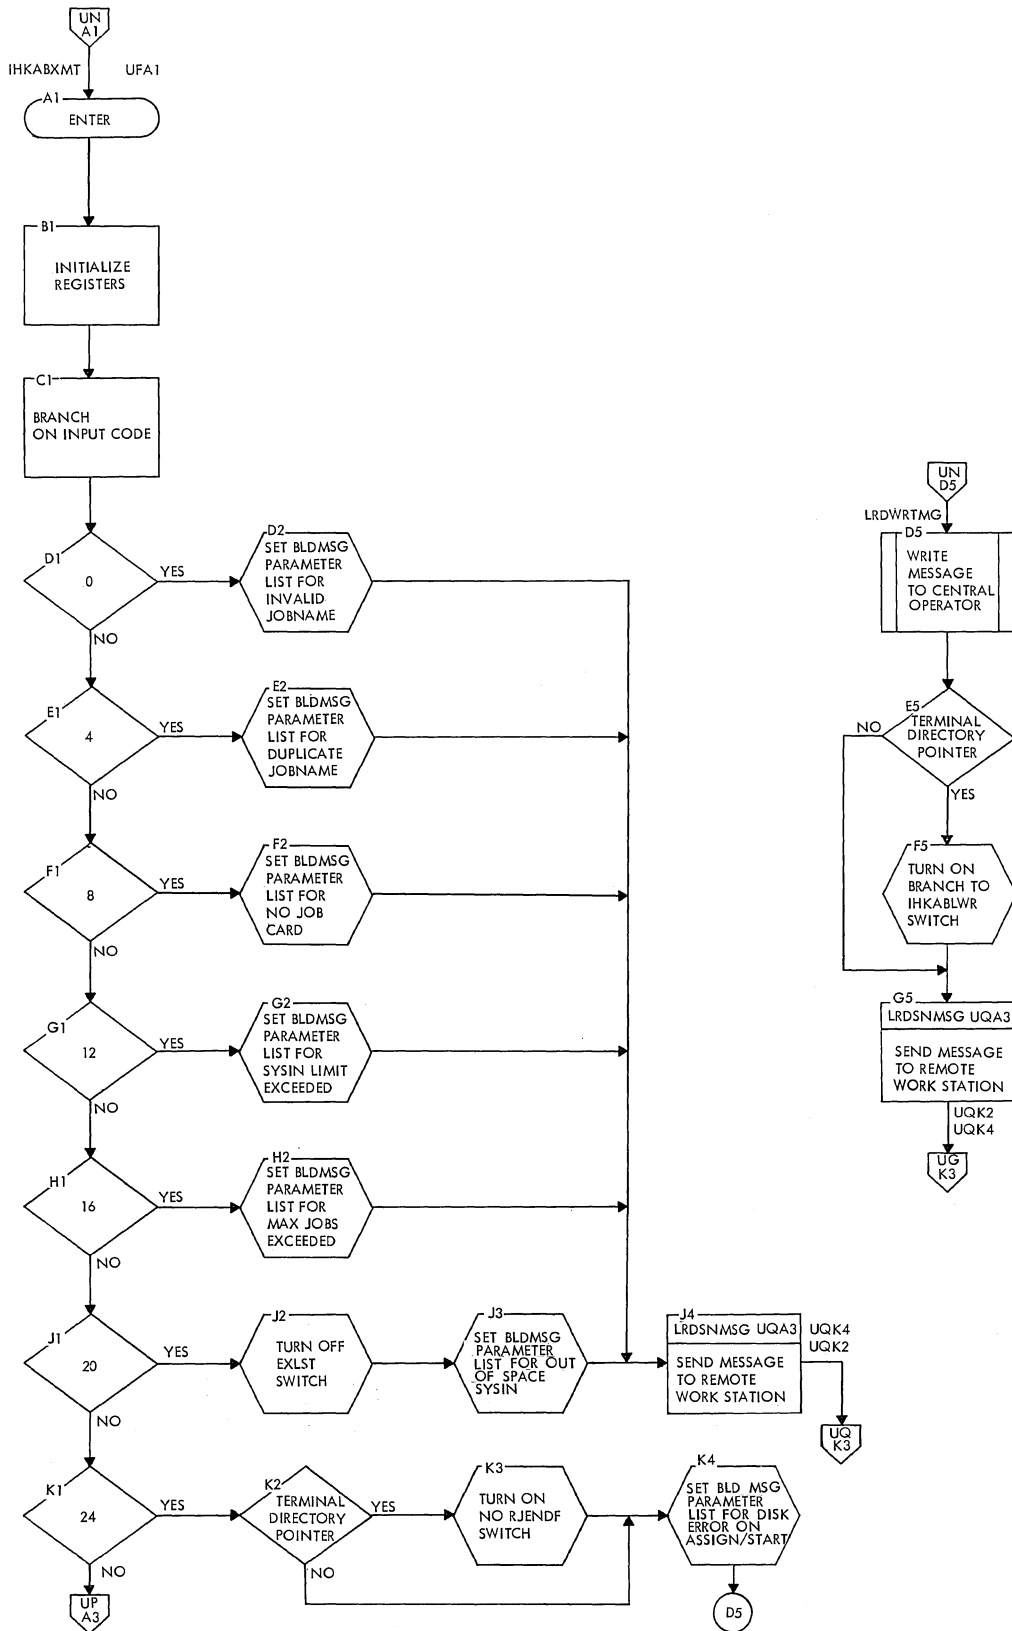 UN
A1
IHKABXMT UFA1
A1
ENTER
B1
INITIALIZE
REGISTERS
C1
BRANCH
ON INPUT CODE
D1
0
YES
NO
D2
SET BLDMSG
PARAMETER
LIST FOR
INVALID
JOBNAME
E1
4
YES
NO
E2
SET BLDMSG
PARAMETER
LIST FOR
DUPLICATE
JOBNAME
F1
8
YES
NO
F2
SET BLDMSG
PARAMETER
LIST FOR
NO JOB
CARD
G1
12
YES
NO
G2
SET BLDMSG
PARAMETER
LIST FOR
SYSIN LIMIT
EXCEEDED
H1
16
YES
NO
H2
SET BLDMSG
PARAMETER
LIST FOR
MAX JOBS
EXCEEDED
J1
20
YES
NO
J2
TURN OFF
EXLST
SWITCH
J3
SET BLDMSG
PARAMETER
LIST FOR OUT
OF SPACE
SYSIN
J4
LRDSNMSG UQA3
SEND MESSAGE
TO REMOTE
WORK STATION
UQK4
UQK2
UQ
K3
K1
24
YES
NO
UP
A3
K2
TERMINAL
DIRECTORY
POINTER
YES
NO
K3
TURN ON
NO RJENDF
SWITCH
K4
SET BLD MSG
PARAMETER
LIST FOR DISK
ERROR ON
ASSIGN/START
D5
UN
D5
LRDWRTMG
D5
WRITE
MESSAGE
TO CENTRAL
OPERATOR
E5
TERMINAL
DIRECTORY
POINTER
NO
YES
F5
TURN ON
BRANCH TO
IHKABLWR
SWITCH
G5
LRDSNMSG UQA3
SEND MESSAGE
TO REMOTE
WORK STATION
UQK2
UQK4
UG
K3